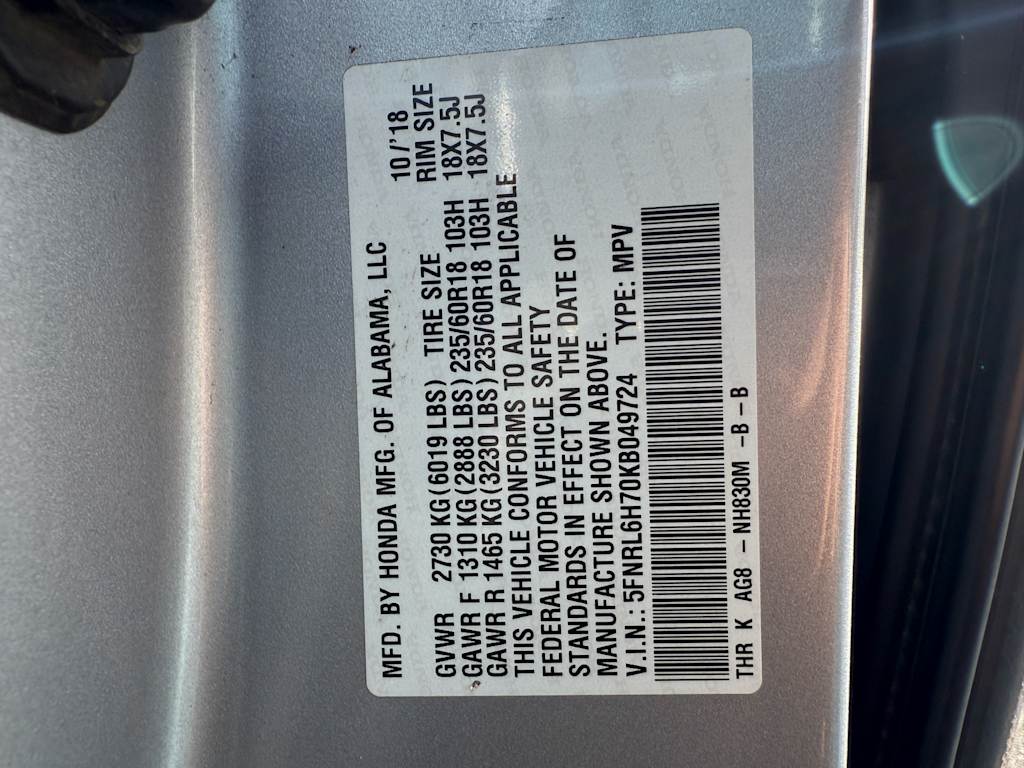 MFD. BY HONDA MFG. OF ALABAMA, LLC 10/'18
GVWR 2730 KG(6019 LBS) TIRE SIZE RIM SIZE
GAWR F 1310 KG(2888 LBS)235/60R18 103H 18X7.5J
GAWR R 1465 KG(3230 LBS)235/60R18 103H 18X7.5J
THIS VEHICLE CONFORMS TO ALL APPLICABLE
FEDERAL MOTOR VEHICLE SAFETY
STANDARDS IN EFFECT ON THE DATE OF
MANUFACTURE SHOWN ABOVE.
V.I.N.: 5FNRL6H70KB049724 TYPE: MPV
THR K AG8 - NH830M -B-B